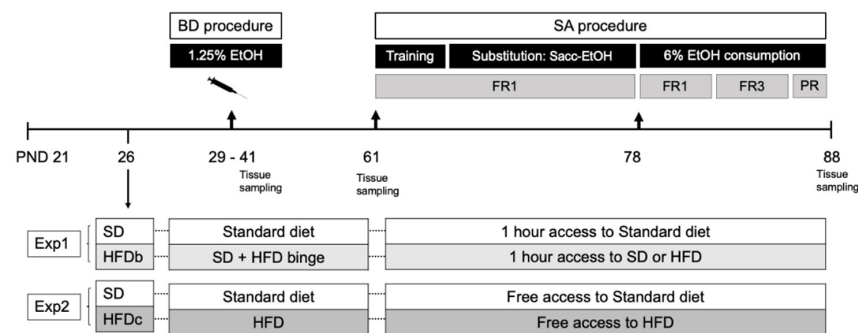 BD procedure
SA procedure
1.25% EtOH
Training
Substitution: Sacc-EtOH
6% EtOH consumption
FR1
FR1
FR3
PR
PND 21
26
29 - 41
61
78
88
Tissue
sampling
Tissue
sampling
Tissue
sampling
Exp1
SD
Standard diet
1 hour access to Standard diet
HFDb
SD + HFD binge
1 hour access to SD or HFD
Exp2
SD
Standard diet
Free access to Standard diet
HFDc
HFD
Free access to HFD